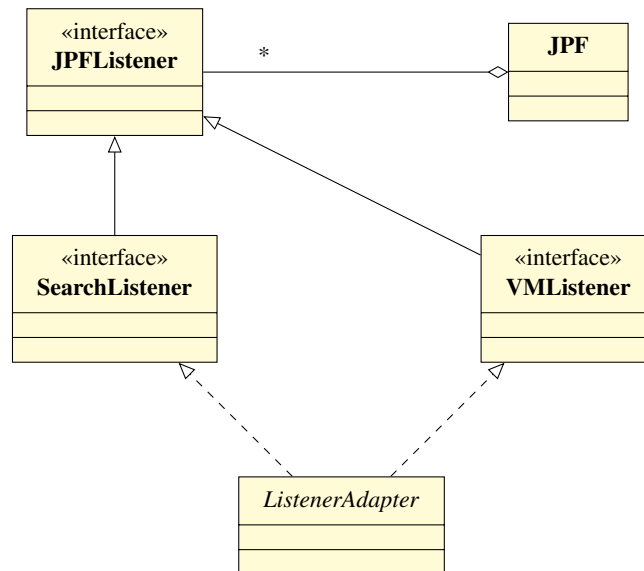 «interface»
JPFListener
*
JPF
«interface»
SearchListener
«interface»
VMListener
ListenerAdapter